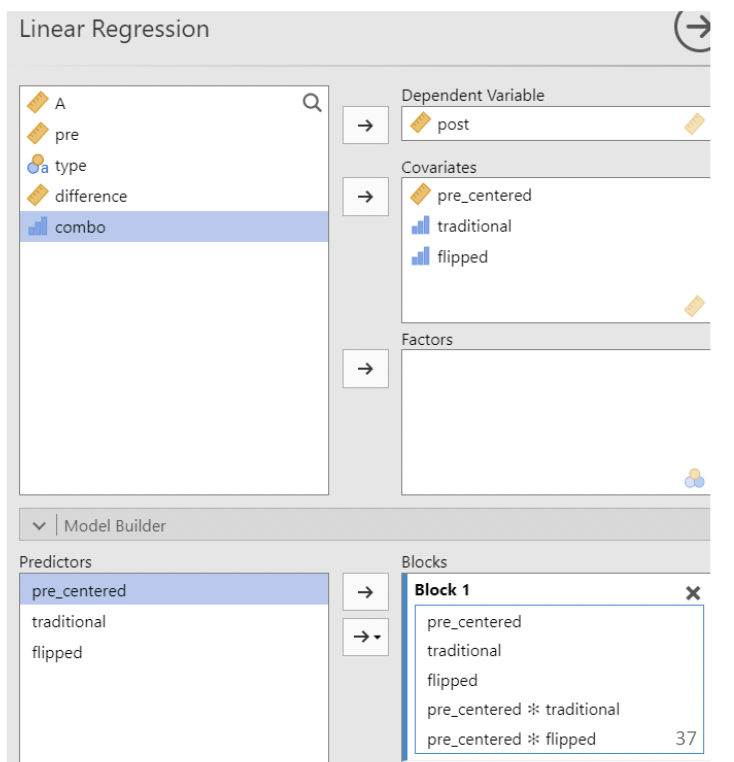 Linear Regression
A
pre
a type
difference
combo
Dependent Variable
post
Covariates
pre_centered
traditional
flipped
Factors
Model Builder
Predictors
pre_centered
traditional
flipped
Blocks
Block 1
pre_centered
traditional
flipped
pre_centered ✻ traditional
pre_centered ✻ flipped 37